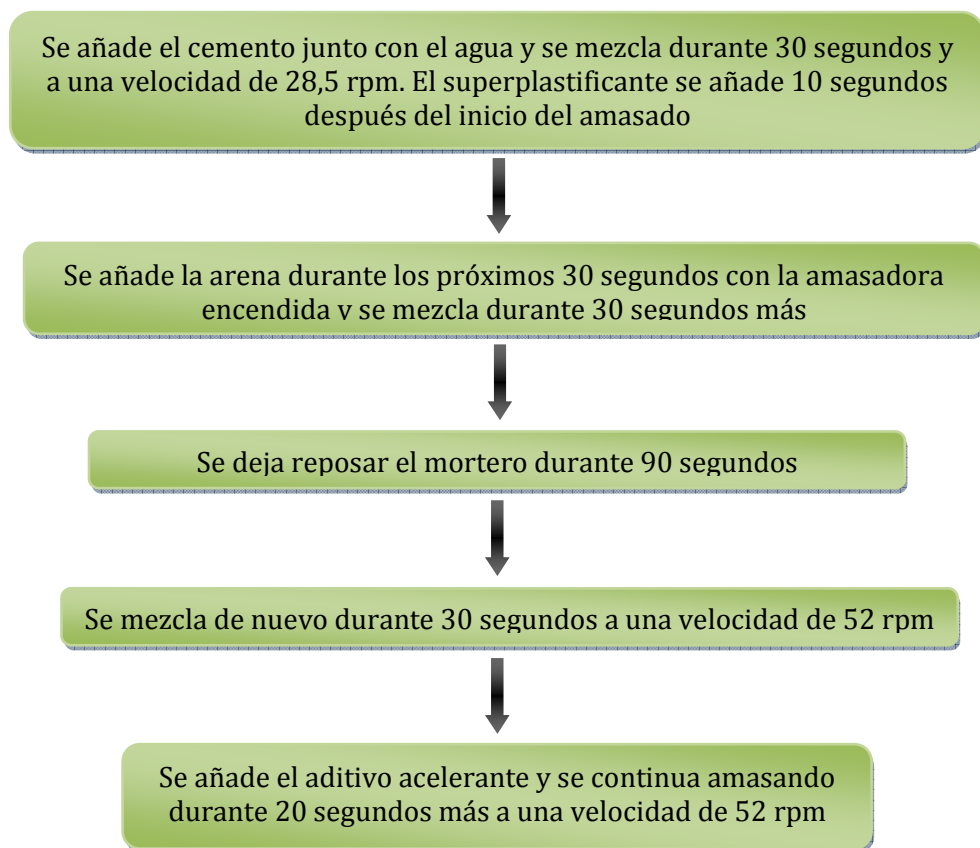 Se añade el cemento junto con el agua y se mezcla durante 30 segundos y
a una velocidad de 28,5 rpm. El superplastificante se añade 10 segundos
después del inicio del amasado
Se añade la arena durante los próximos 30 segundos con la amasadora
encendida y se mezcla durante 30 segundos más
Se deja reposar el mortero durante 90 segundos
Se mezcla de nuevo durante 30 segundos a una velocidad de 52 rpm
Se añade el aditivo acelerante y se continua amasando
durante 20 segundos más a una velocidad de 52 rpm